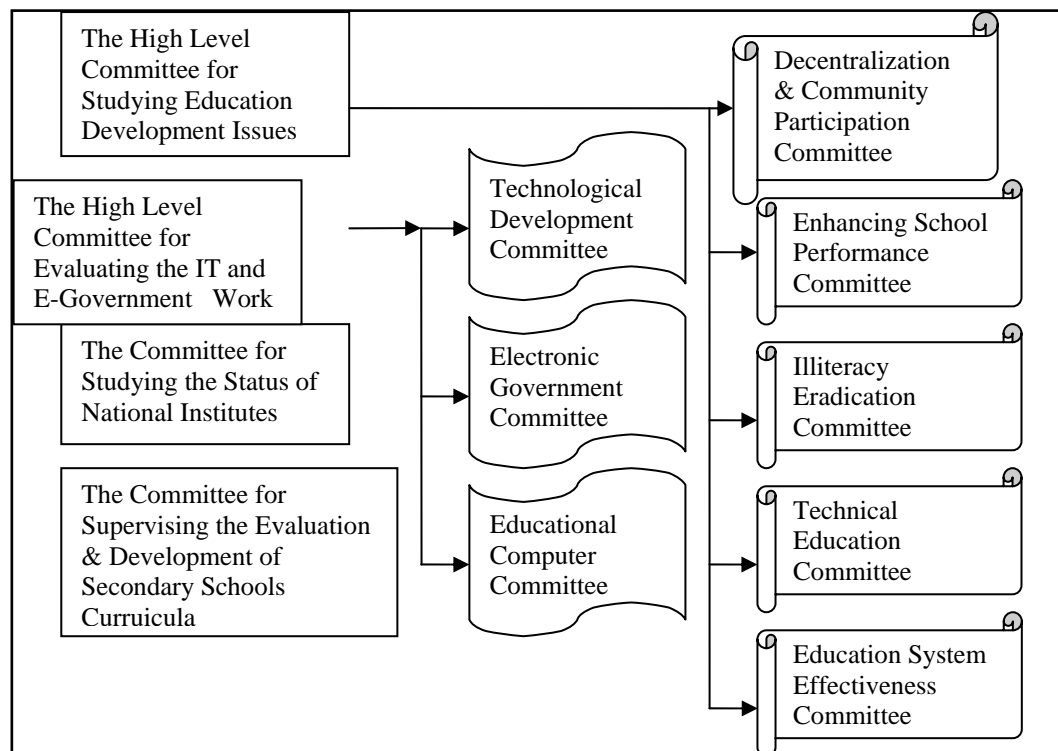 The High Level
Committee for
Studying Education
Development Issues
The High Level
Committee for
Evaluating the IT and
E-Government Work
The Committee for
Studying the Status of
National Institutes
The Committee for
Supervising the Evaluation
& Development of
Secondary Schools
Curruicula
Technological
Development
Committee
Electronic
Government
Committee
Educational
Computer
Committee
Decentralization
& Community
Participation
Committee
Enhancing School
Performance
Committee
Illiteracy
Eradication
Committee
Technical
Education
Committee
Education System
Effectiveness
Committee